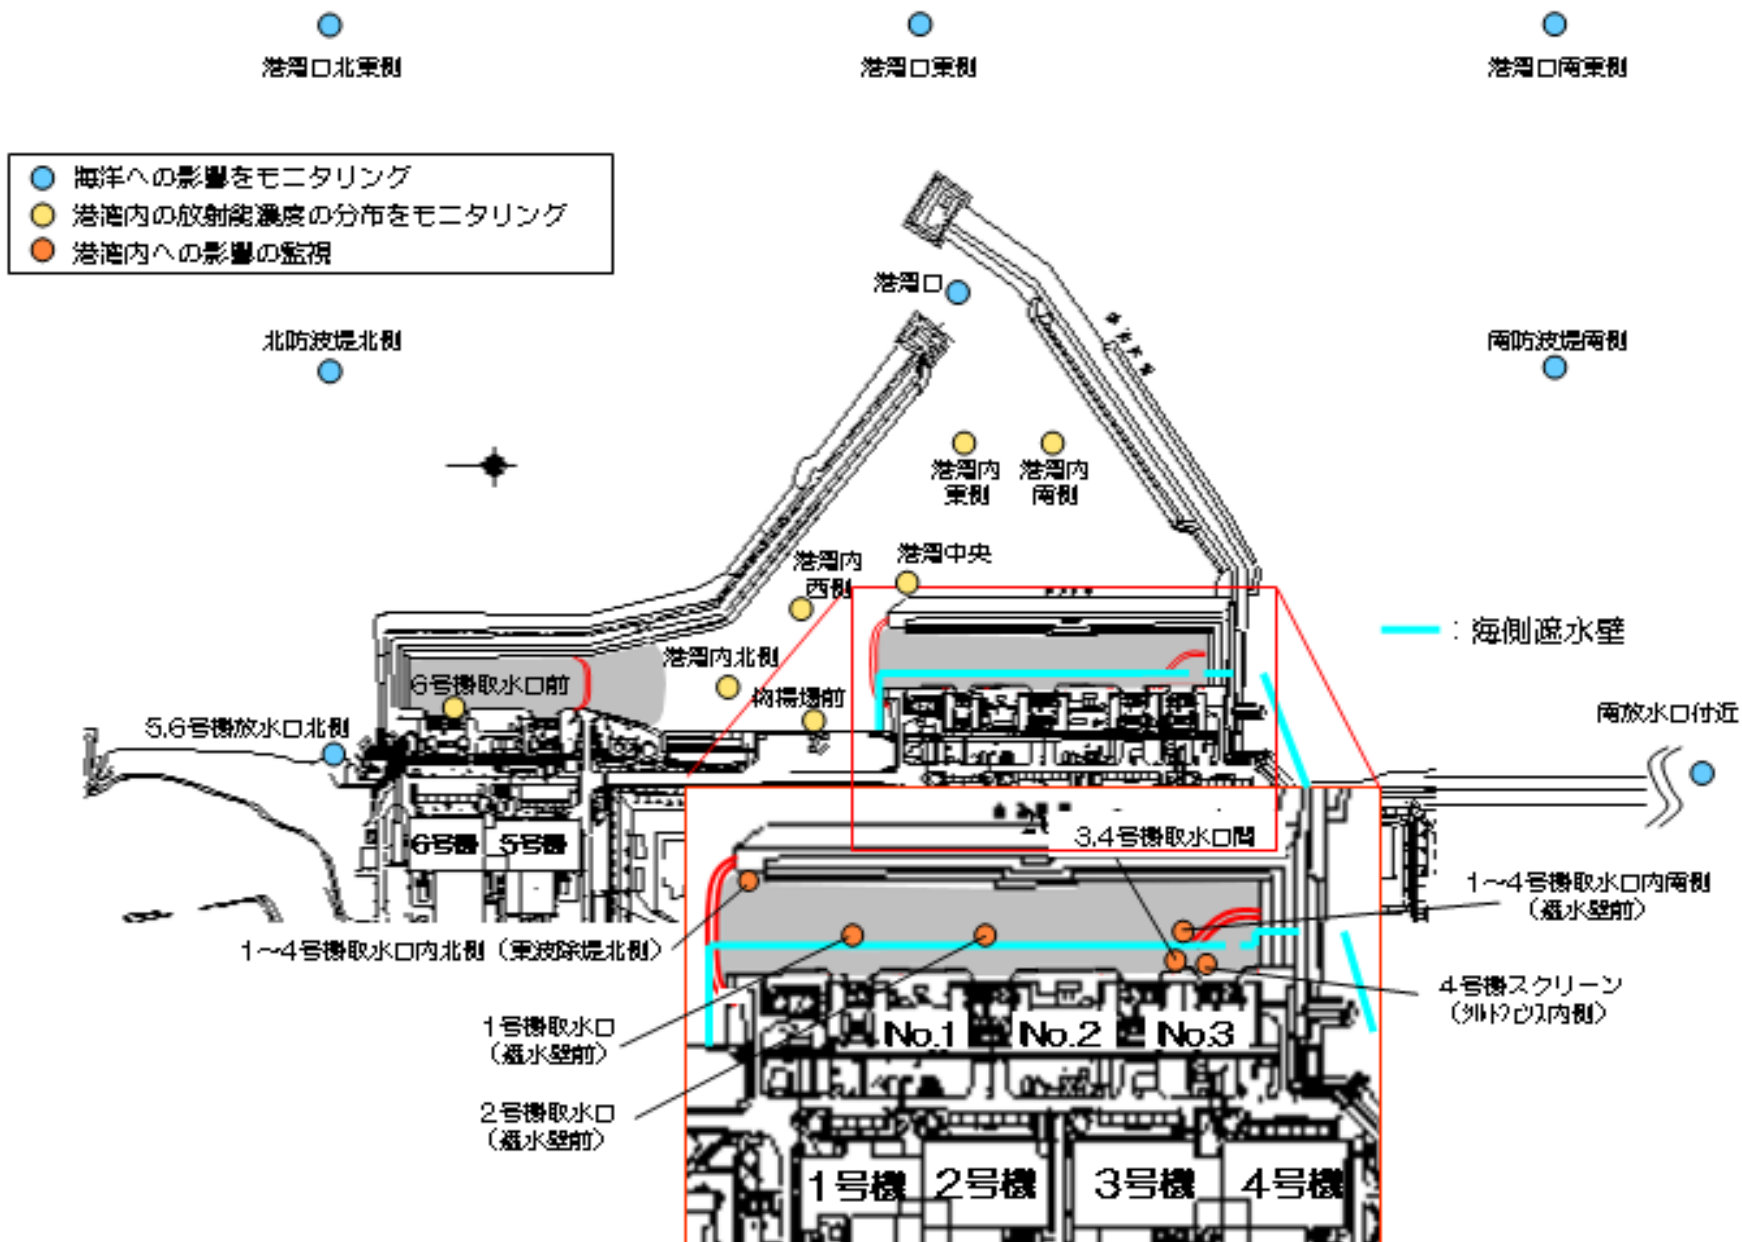 港湾口北東側
港湾口東側
港湾口南東側
海洋への影響をモニタリング
港湾内の放射能濃度の分布をモニタリング
港湾内への影響の監視
港湾口
北防波堤北側
南防波堤南側
港湾内
東側
港湾内
南側
港湾内
西側
港湾中央
：海側遮水壁
港湾内北側
6号機取水口前
物揚場前
5,6号機放水口北側
南放水口付近
6号機
5号機
3,4号機取水口間
1～4号機取水口内南側
（遮水壁前）
1～4号機取水口内北側（東波除堤北側）
4号機スクリーン
（シルトフェンス内側）
1号機取水口
（遮水壁前）
No.1
No.2
No.3
2号機取水口
（遮水壁前）
1号機
2号機
3号機
4号機